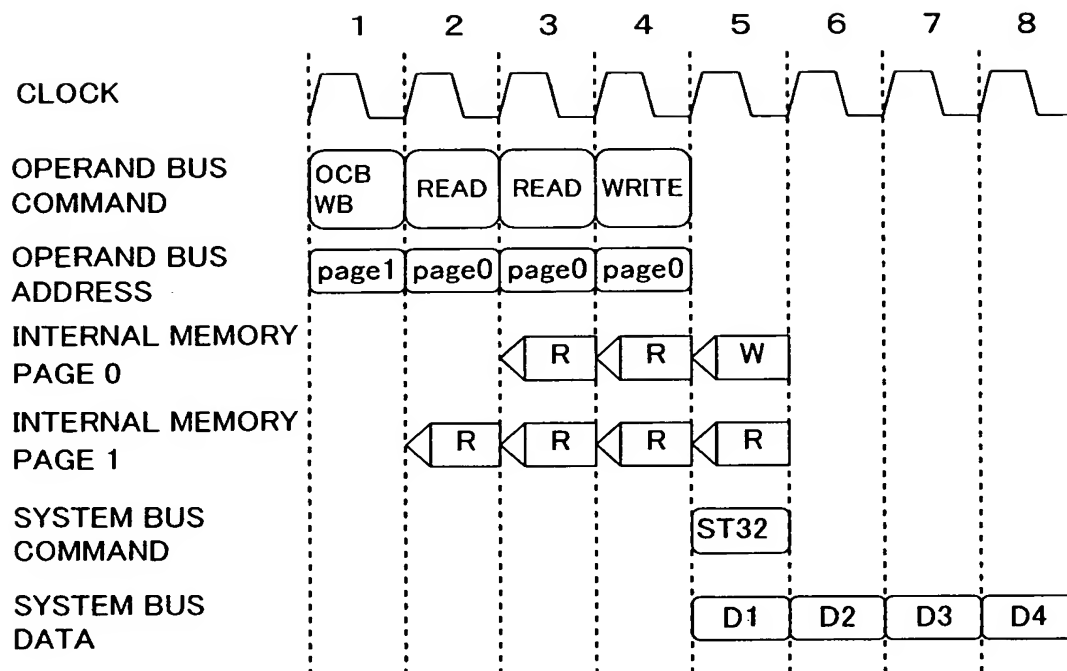 1 2 3 4 5 6 7 8
CLOCK
OPERAND BUS
COMMAND
OCB
WB
READ READ WRITE
OPERAND BUS
ADDRESS
page1 page0 page0 page0
INTERNAL MEMORY
PAGE 0
R R W
INTERNAL MEMORY
PAGE 1
R R R R
SYSTEM BUS
COMMAND
ST32
SYSTEM BUS
DATA
D1 D2 D3 D4